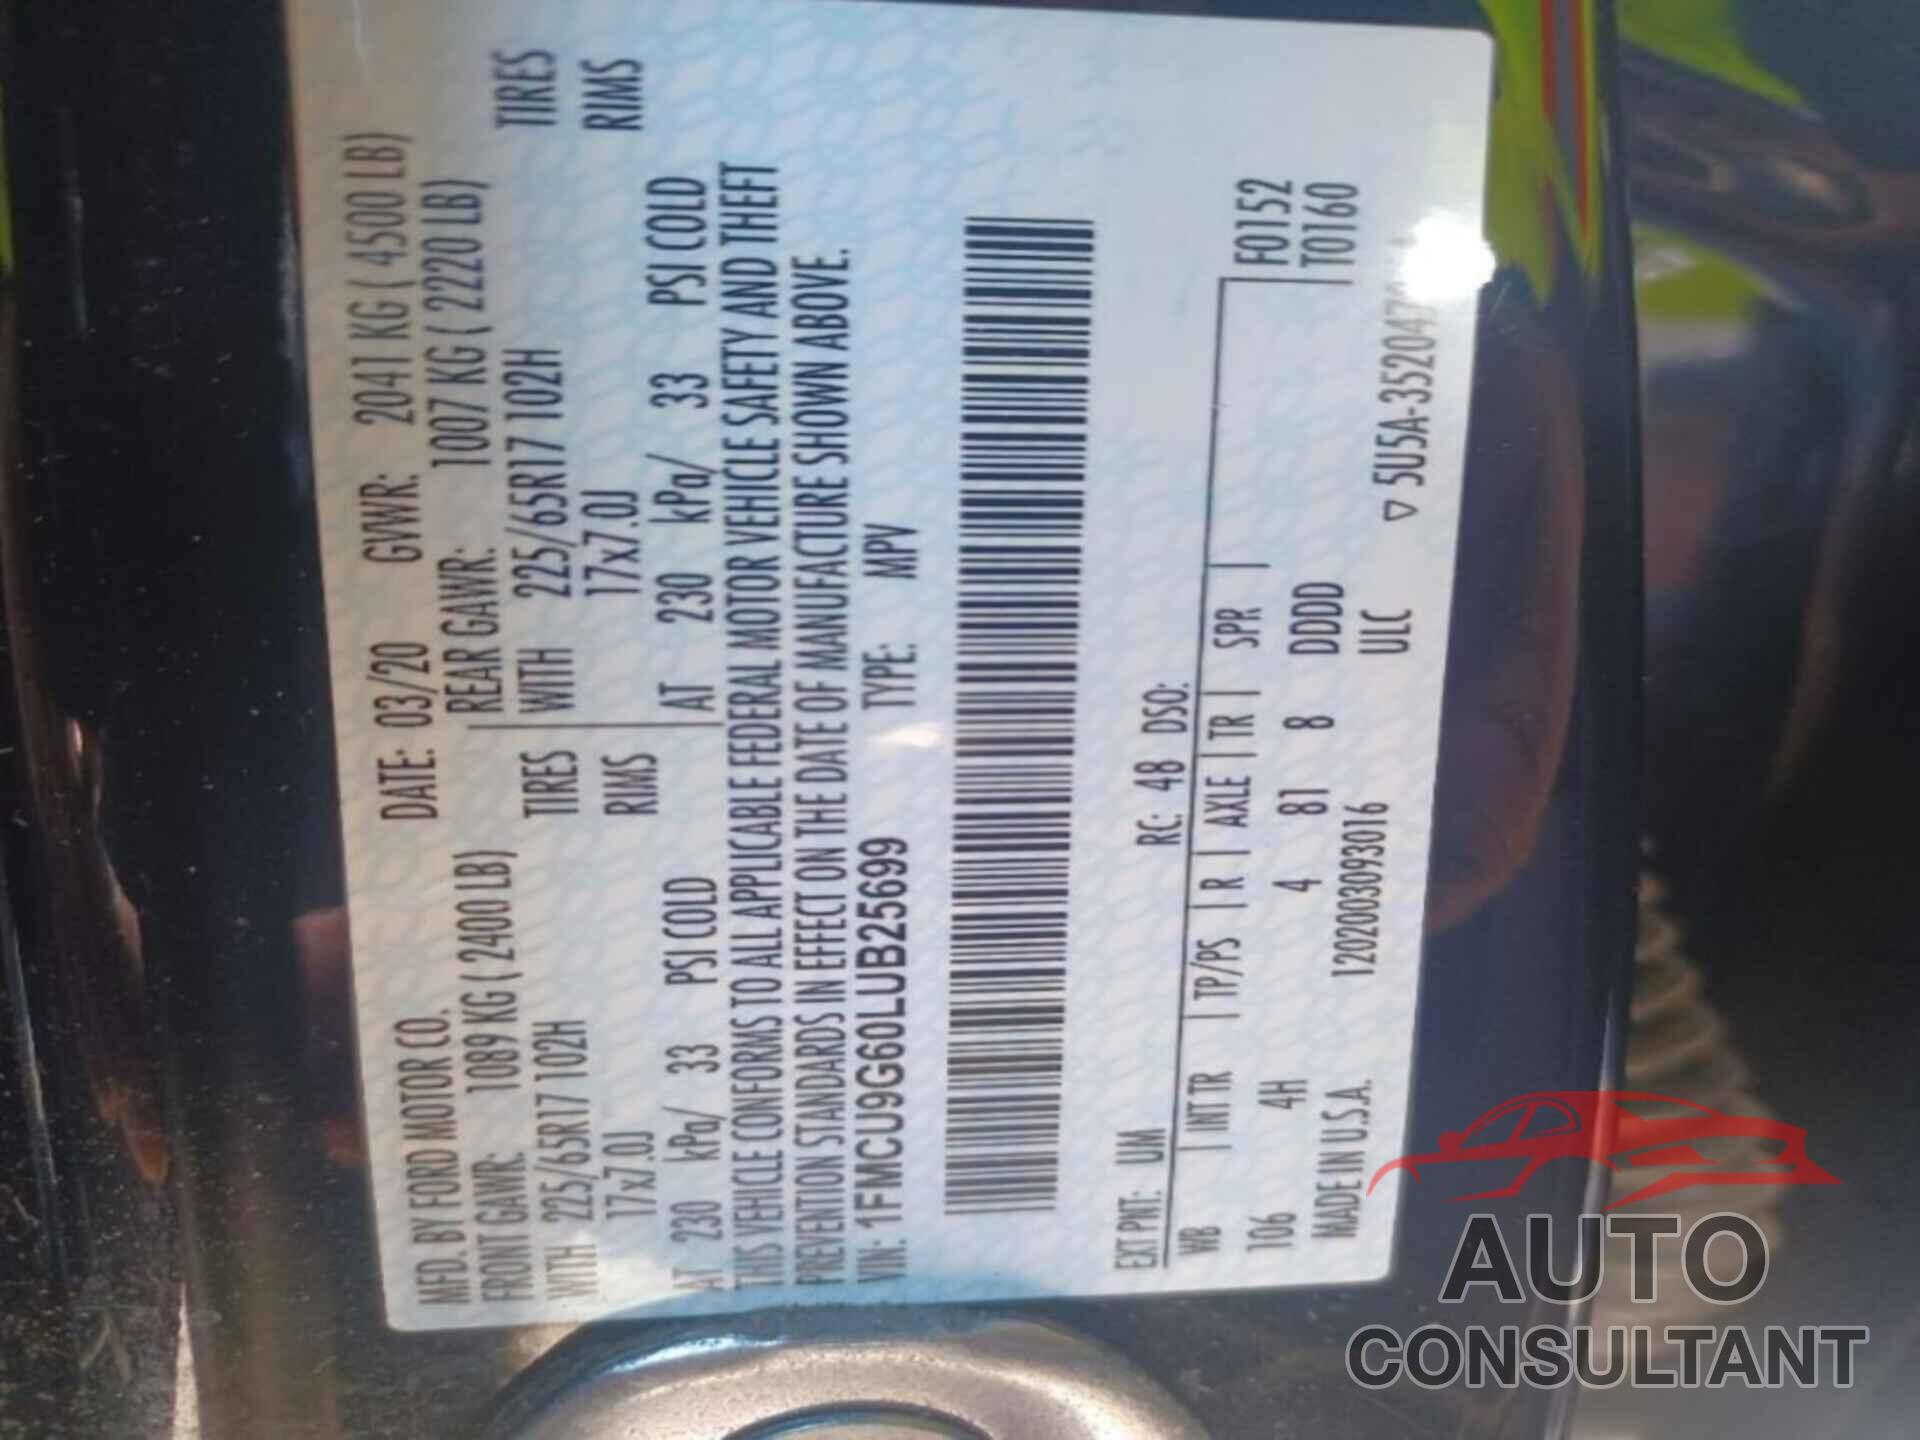 MFD. BY FORD MOTOR CO. DATE: 03/20 GVWR: 2041 KG ( 4500 LB)
FRONT GAWR: 1089 KG ( 2400 LB) REAR GAWR: 1007 KG ( 2220 LB)
WITH 225/65R17 102H TIRES WITH 225/65R17 102H TIRES
17x7.0J RIMS 17x7.0J RIMS
AT 230 kPa/ 33 PSI COLD AT 230 kPa/ 33 PSI COLD
THIS VEHICLE CONFORMS TO ALL APPLICABLE FEDERAL MOTOR VEHICLE SAFETY AND THEFT
PREVENTION STANDARDS IN EFFECT ON THE DATE OF MANUFACTURE SHOWN ABOVE.
VIN: 1FMCU9G60LUB25699 TYPE: MPV
EXT PNT: UM RC: 48 DSO:
WB | INT TR | TP/PS | R | AXLE | TR | SPR | F0152
106 4H 4 81 8 DDDD T0160
MADE IN U.S.A. 1202003093016 ULC
▽ 5U5A-3520472
AUTO
CONSULTANT